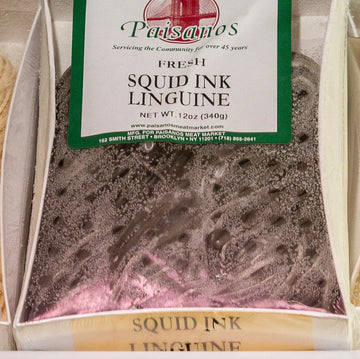 Paisanos
Servicing the Community for over 45 years
FRESH
SQUID INK
LINGUINE
NET WT. 12oz (340g)
www.paisanosmeatmarket.com
MFG. FOR PAISANOS MEAT MARKET
162 SMITH STREET • BROOKLYN • NY 11201 • (718) 855-2641
SQUID INK
LINGUINE